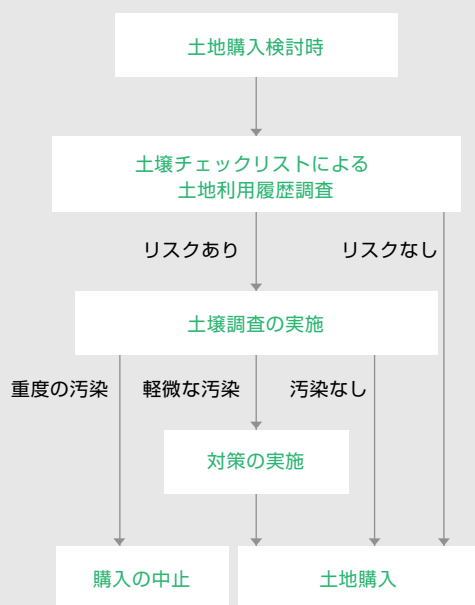 土地購入検討時
土壌チェックリストによる
土地利用履歴調査
リスクあり
リスクなし
土壌調査の実施
重度の汚染
軽微な汚染
汚染なし
対策の実施
購入の中止
土地購入